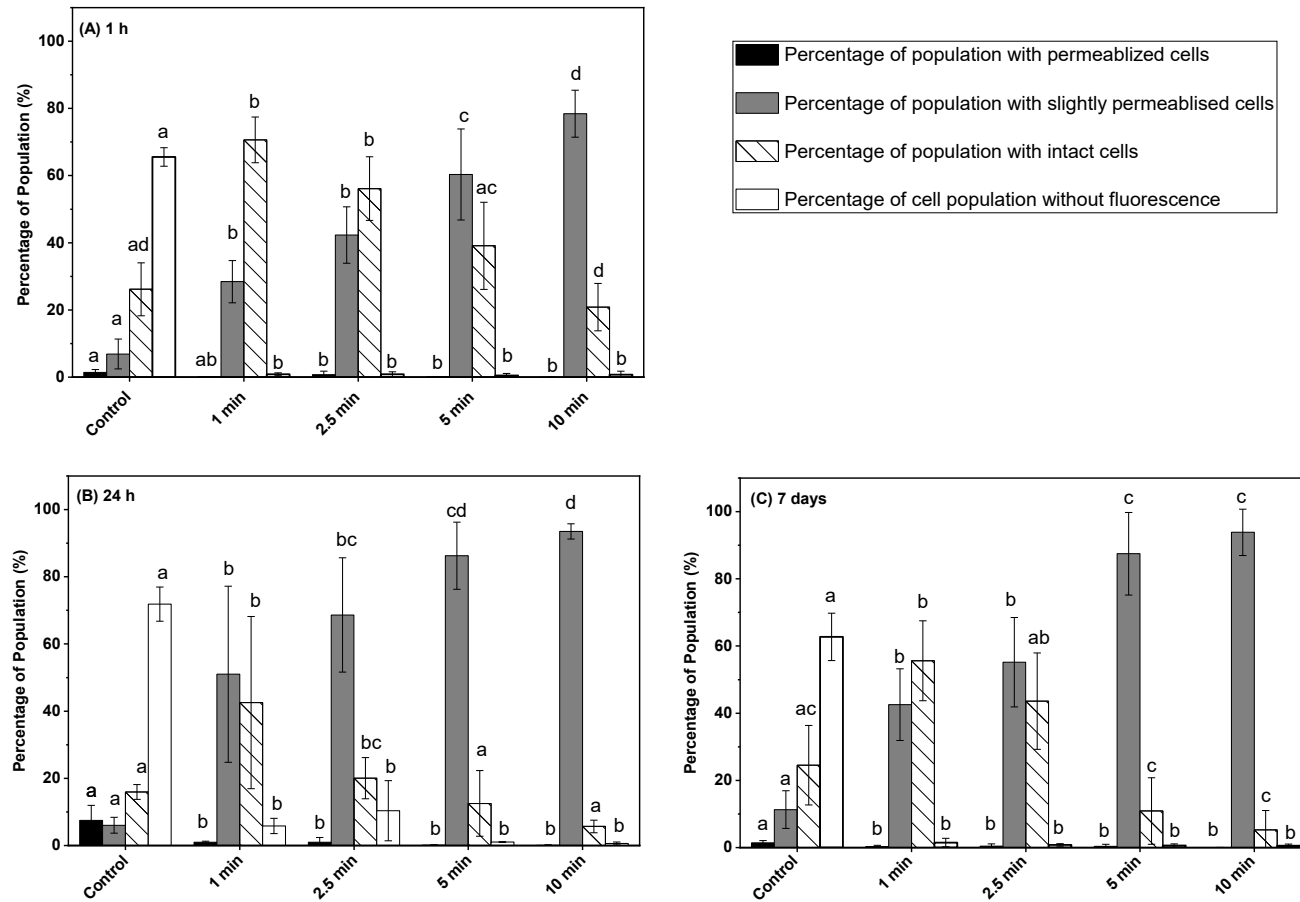 (A) 1 h
Percentage of Population (%)
100
80
60
40
20
0
a
a
ad
a
ab
b
b
b
b
b
b
b
b
c
ac
b
b
d
d
b
Control
1 min
2.5 min
5 min
10 min
Percentage of population with permeablized cells
Percentage of population with slightly permeablised cells
Percentage of population with intact cells
Percentage of cell population without fluorescence
(B) 24 h
Percentage of Population (%)
100
80
60
40
20
0
a
a
a
a
b
b
b
b
b
bc
bc
b
b
cd
a
b
b
d
a
b
Control
1 min
2.5 min
5 min
10 min
(C) 7 days
Percentage of Population (%)
100
80
60
40
20
0
a
a
ac
a
b
b
b
b
b
b
ab
b
b
c
c
b
b
c
c
b
Control
1 min
2.5 min
5 min
10 min